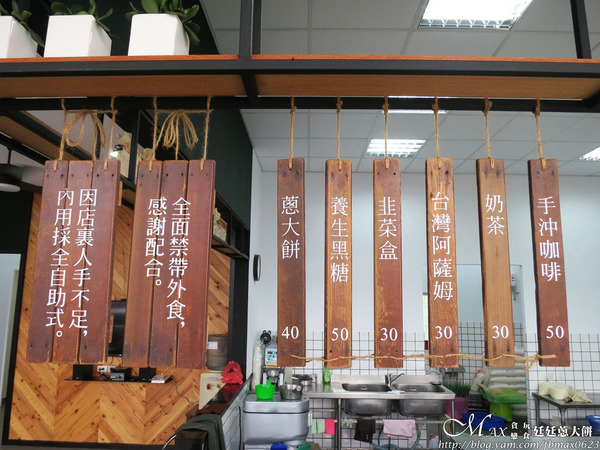 因店裏人手不足，
內用採全自助式。
全面禁帶外食，
感謝配合。
蔥大餅
40
養生黑糖
50
韭菜盒
30
台灣阿薩姆
30
奶茶
30
手沖咖啡
50
MAX 食玩戀食 廷廷蔥大餅
http://blog.yam.com/fbmax0623